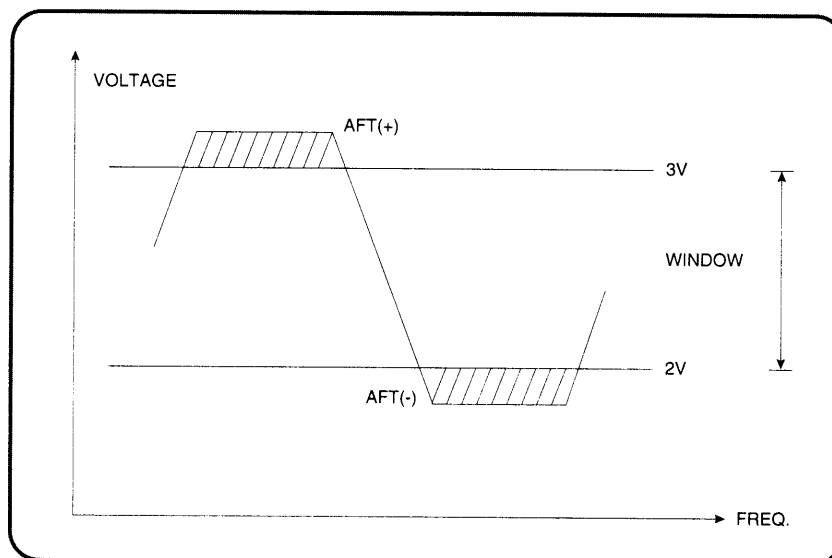 VOLTAGE
AFT(+)
3V
WINDOW
2V
AFT(-)
FREQ.